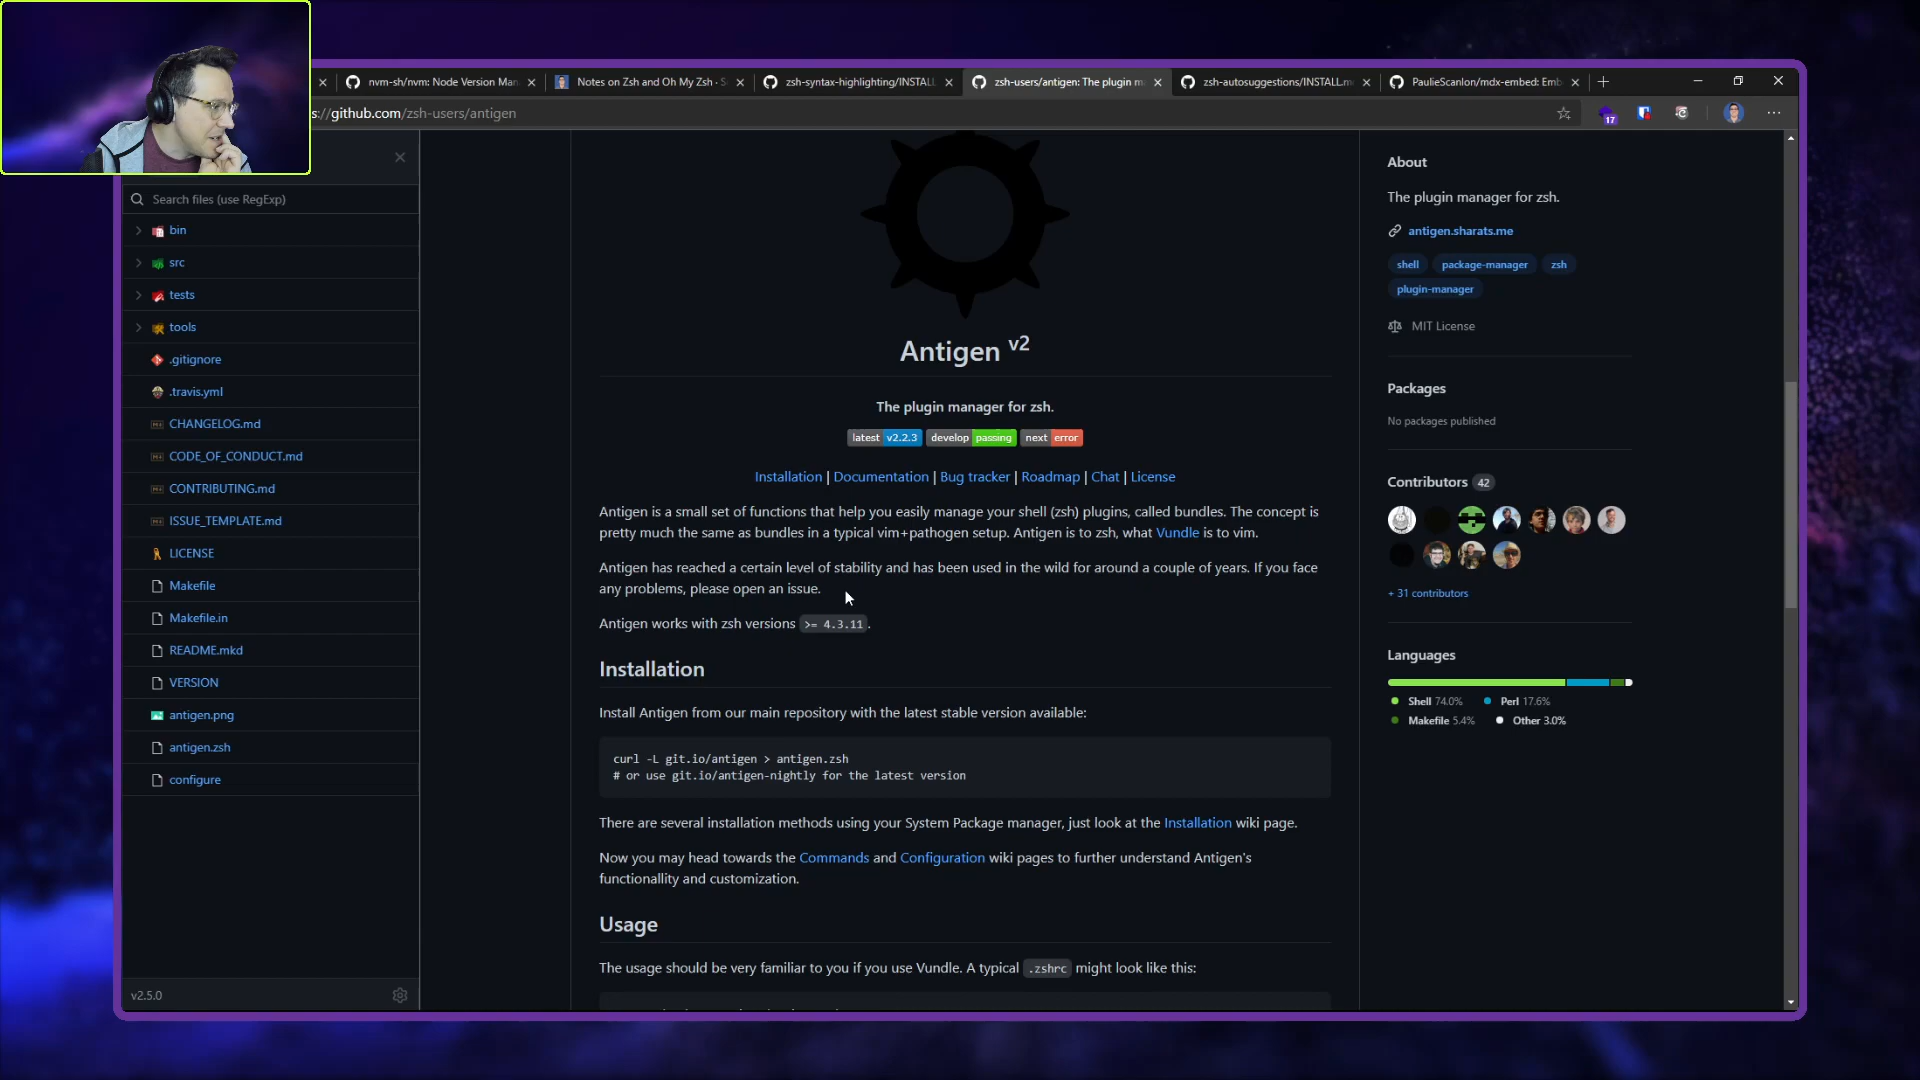 nvm-sh/nvm: Node Version Man
Notes on Zsh and Oh My Zsh · S
zsh-syntax-highlighting/INSTALL
zsh-users/antigen: The plugin m
zsh-autosuggestions/INSTALL.m
PaulieScanlon/mdx-embed: Emb
s://github.com/zsh-users/antigen
17
Search files (use RegExp)
bin
src
tests
tools
.gitignore
.travis.yml
CHANGELOG.md
CODE_OF_CONDUCT.md
CONTRIBUTING.md
ISSUE_TEMPLATE.md
LICENSE
Makefile
Makefile.in
README.mkd
VERSION
antigen.png
antigen.zsh
configure
v2.5.0
Antigen v2
The plugin manager for zsh.
latest v2.2.3 develop passing next error
Installation | Documentation | Bug tracker | Roadmap | Chat | License
Antigen is a small set of functions that help you easily manage your shell (zsh) plugins, called bundles. The concept is
pretty much the same as bundles in a typical vim+pathogen setup. Antigen is to zsh, what Vundle is to vim.
Antigen has reached a certain level of stability and has been used in the wild for around a couple of years. If you face
any problems, please open an issue.
Antigen works with zsh versions >= 4.3.11.
Installation
Install Antigen from our main repository with the latest stable version available:
curl -L git.io/antigen > antigen.zsh
# or use git.io/antigen-nightly for the latest version
There are several installation methods using your System Package manager, just look at the Installation wiki page.
Now you may head towards the Commands and Configuration wiki pages to further understand Antigen's
functionallity and customization.
Usage
The usage should be very familiar to you if you use Vundle. A typical .zshrc might look like this:
About
The plugin manager for zsh.
antigen.sharats.me
shell package-manager zsh
plugin-manager
MIT License
Packages
No packages published
Contributors 42
+ 31 contributors
Languages
Shell 74.0% Perl 17.6%
Makefile 5.4% Other 3.0%